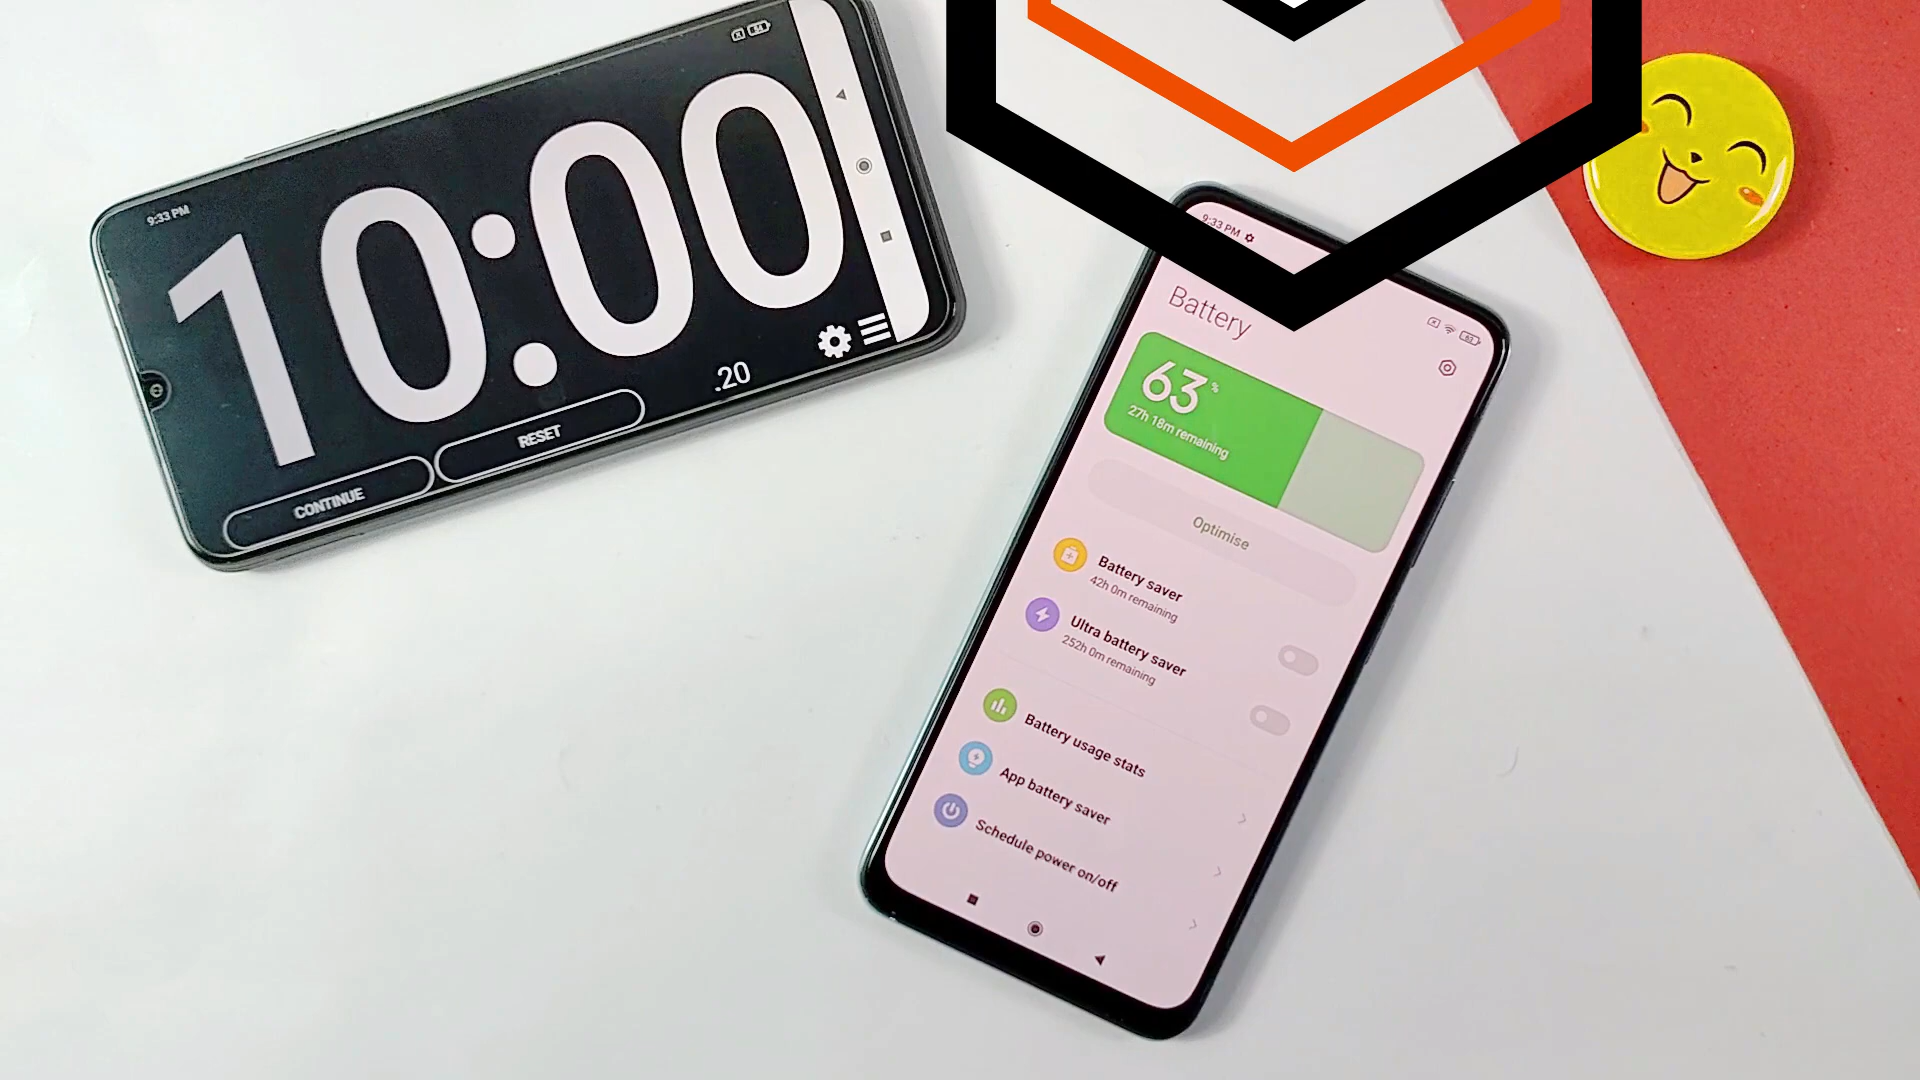 9:33 PM
64
10:00
.20
RESET
CONTINUE
9:33 PM
63
Battery
63%
27h 18m remaining
Optimise
Battery saver
42h 0m remaining
Ultra battery saver
252h 0m remaining
Battery usage stats
App battery saver
Schedule power on/off